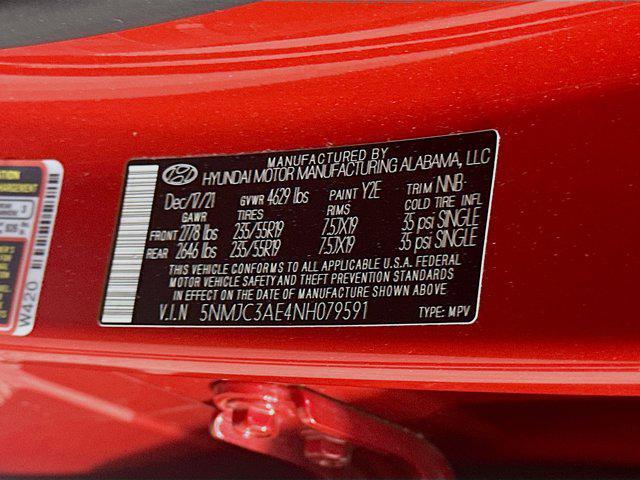 MANUFACTURED BY
HYUNDAI MOTOR MANUFACTURING ALABAMA, LLC
Dec/17/21 GVWR 4629 lbs PAINT Y2E TRIM NNB
GAWR TIRES RIMS COLD TIRE INFL
FRONT 2778 lbs 235/55R19 7.5JX19 35 psi SINGLE
REAR 2646 lbs 235/55R19 7.5JX19 35 psi SINGLE
THIS VEHICLE CONFORMS TO ALL APPLICABLE U.S.A. FEDERAL
MOTOR VEHICLE SAFETY AND THEFT PREVENTION STANDARDS
IN EFFECT ON THE DATE OF MANUFACTURE SHOWN ABOVE
V.I.N 5NMJC3AE4NH079591 TYPE: MPV
W420